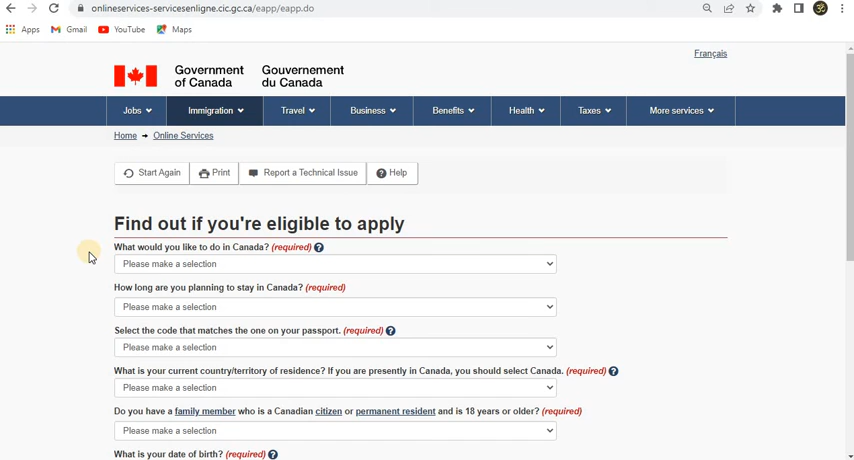 onlineservices-servicesenligne.cic.gc.ca/eapp/eapp.do
Apps Gmail YouTube Maps
Français
Government of Canada
Gouvernement du Canada
Jobs Immigration Travel Business Benefits Health Taxes More services
Home Online Services
Start Again Print Report a Technical Issue ? Help
Find out if you're eligible to apply
What would you like to do in Canada? (required) ?
Please make a selection
How long are you planning to stay in Canada? (required)
Please make a selection
Select the code that matches the one on your passport. (required) ?
Please make a selection
What is your current country/territory of residence? If you are presently in Canada, you should select Canada. (required) ?
Please make a selection
Do you have a family member who is a Canadian citizen or permanent resident and is 18 years or older? (required)
Please make a selection
What is your date of birth? (required) ?